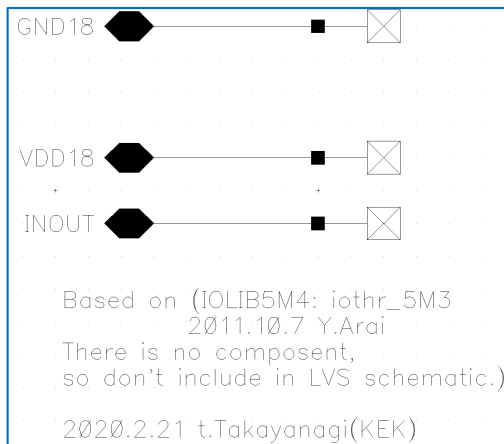 GND18
VDD18
INOUT
Based on (IOLIB5M4: iothr_5M3
2011.10.7 Y.Arai
There is no composent,
so don't include in LVS schematic.)
2020.2.21 t.Takayanagi(KEK)